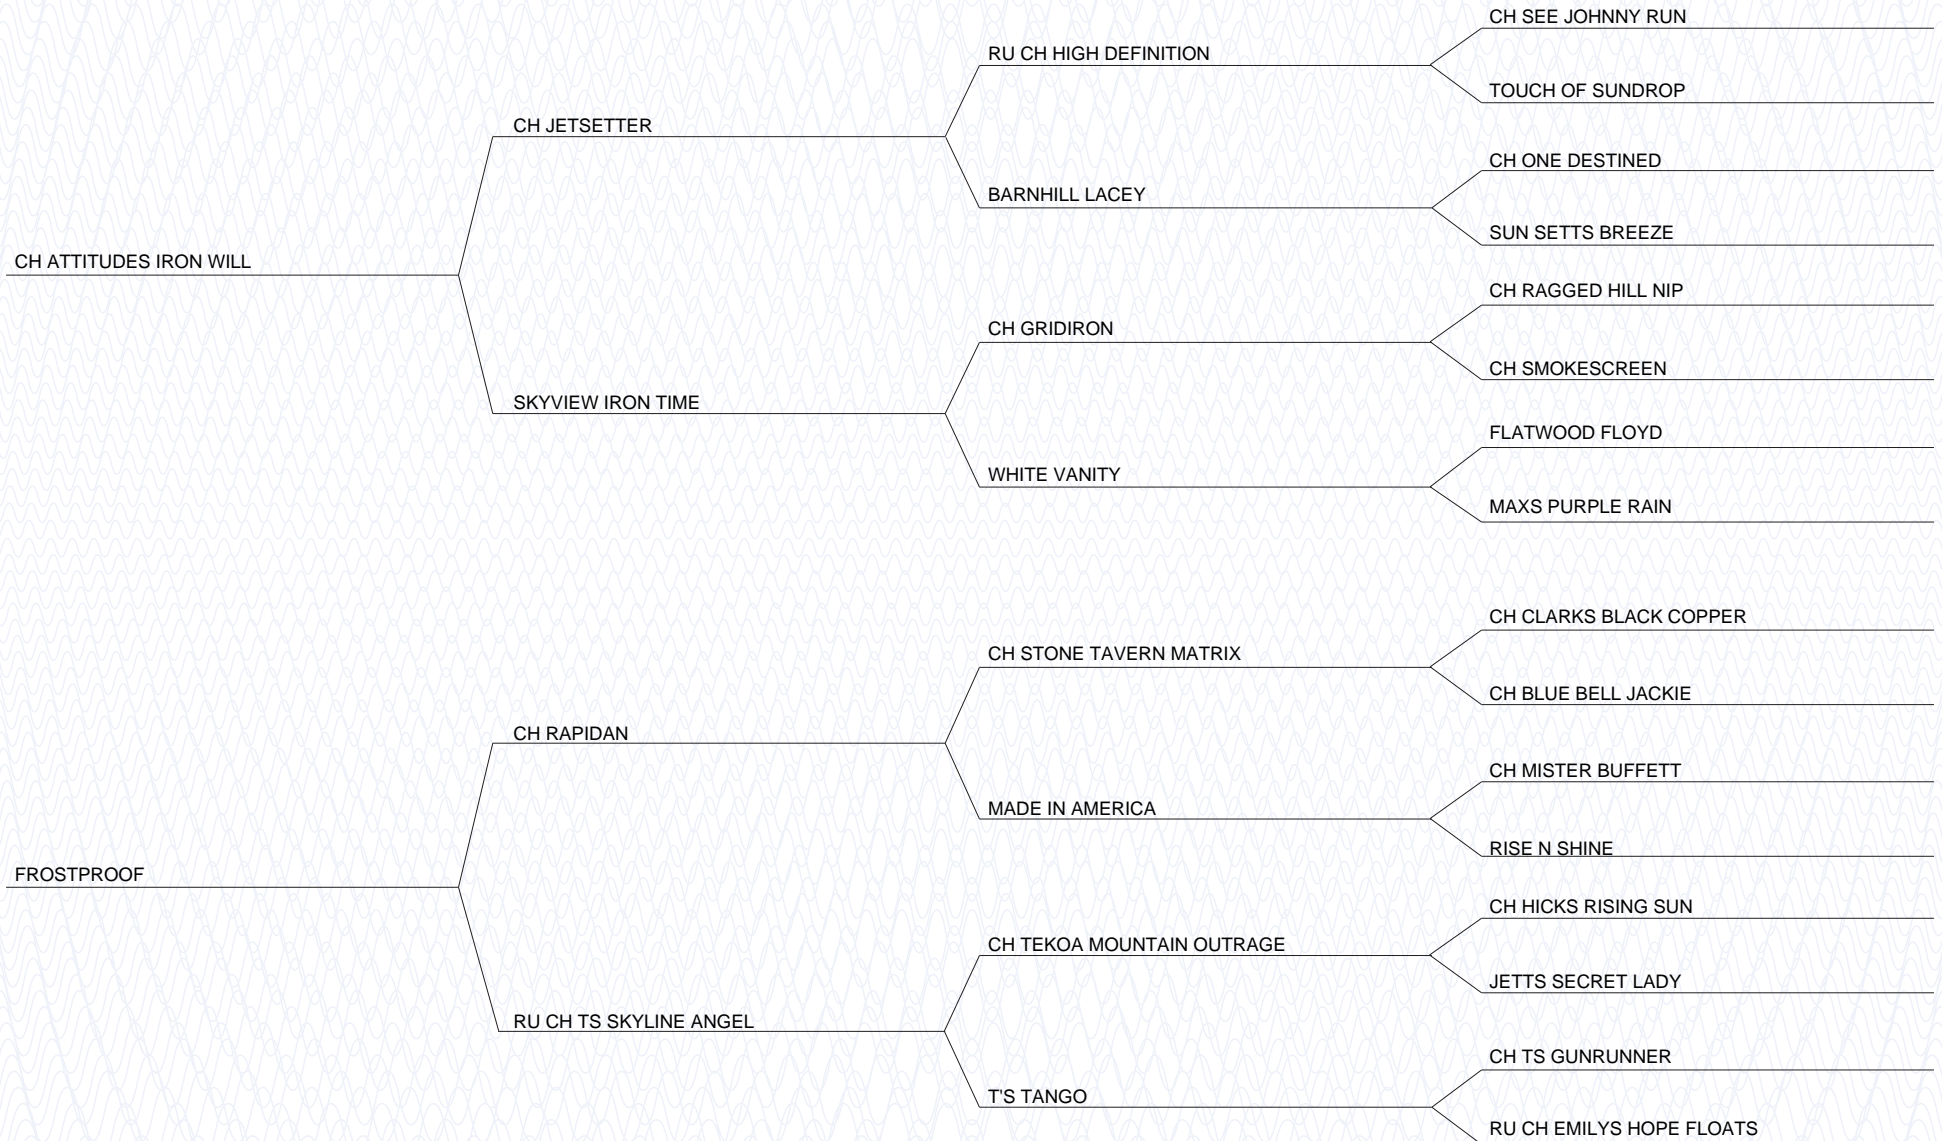 CH SEE JOHNNY RUN
RU CH HIGH DEFINITION
TOUCH OF SUNDROP
CH JETSETTER
CH ONE DESTINED
BARNHILL LACEY
SUN SETTS BREEZE
CH ATTITUDES IRON WILL
CH RAGGED HILL NIP
CH GRIDIRON
CH SMOKESCREEN
SKYVIEW IRON TIME
FLATWOOD FLOYD
WHITE VANITY
MAXS PURPLE RAIN
CH CLARKS BLACK COPPER
CH STONE TAVERN MATRIX
CH BLUE BELL JACKIE
CH RAPIDAN
CH MISTER BUFFETT
MADE IN AMERICA
RISE N SHINE
FROSTPROOF
CH HICKS RISING SUN
CH TEKOA MOUNTAIN OUTRAGE
JETTS SECRET LADY
RU CH TS SKYLINE ANGEL
CH TS GUNRUNNER
T'S TANGO
RU CH EMILYS HOPE FLOATS